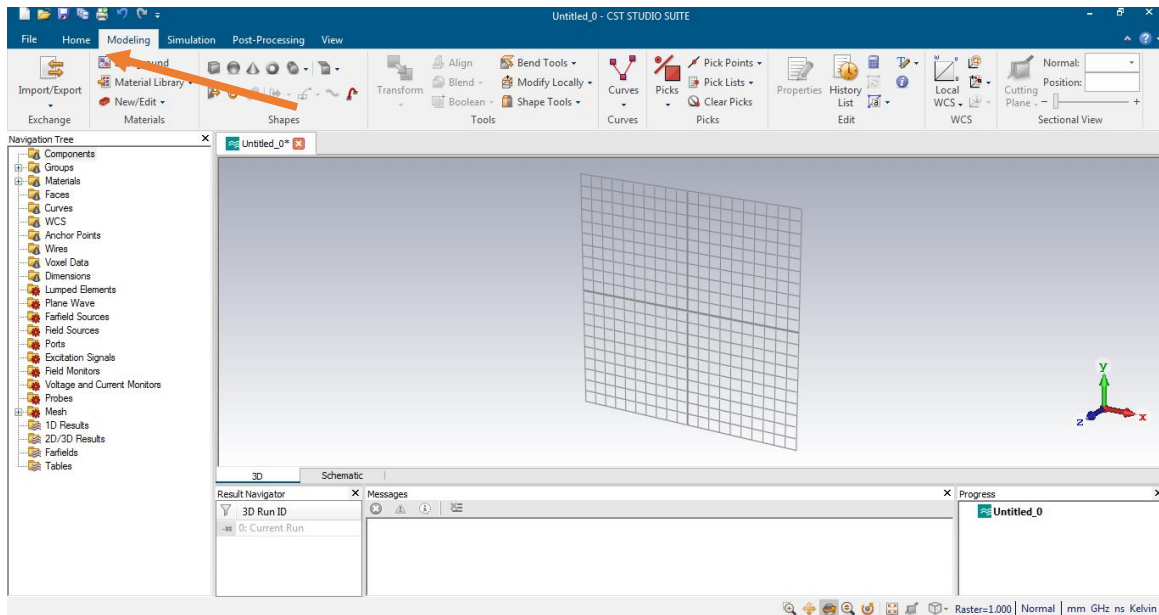 Untitled_0 - CST STUDIO SUITE
File Home Modeling Simulation Post-Processing View
Import/Export
Exchange
Material Library
New/Edit
Materials
Shapes
Transform
Align
Blend
Boolean
Bend Tools
Modify Locally
Shape Tools
Tools
Curves
Curves
Picks
Pick Points
Pick Lists
Clear Picks
Picks
Properties
History
List
Edit
Local
WCS
WCS
Cutting
Plane
Normal:
Position:
Sectional View
Navigation Tree
Components
Groups
Materials
Faces
Curves
WCS
Anchor Points
Wires
Voxel Data
Dimensions
Lumped Elements
Plane Wave
Farfield Sources
Field Sources
Ports
Excitation Signals
Field Monitors
Voltage and Current Monitors
Probes
Mesh
1D Results
2D/3D Results
Farfields
Tables
Untitled_0*
y
z
x
3D Schematic
Result Navigator
3D Run ID
0: Current Run
Messages
Progress
Untitled_0
Raster=1.000 Normal mm GHz ns Kelvin